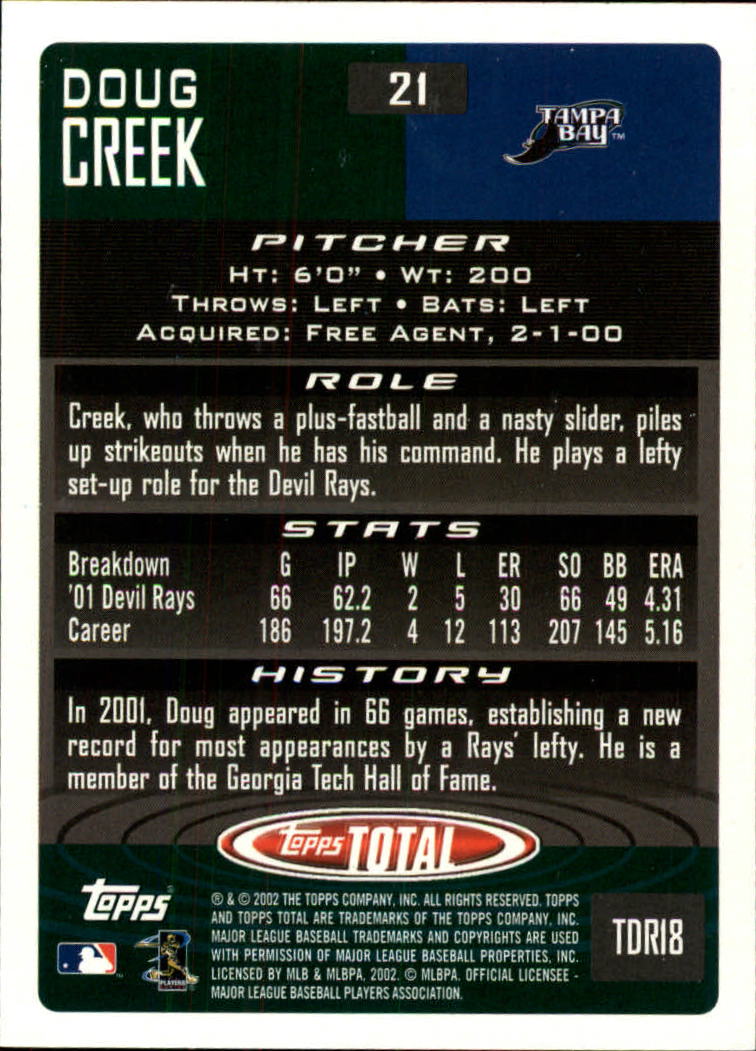 DOUG
CREEK
21
TAMPA
BAY™
PITCHER
HT: 6'0" • WT: 200
THROWS: LEFT • BATS: LEFT
ACQUIRED: FREE AGENT, 2-1-00
ROLE
Creek, who throws a plus-fastball and a nasty slider, piles
up strikeouts when he has his command. He plays a lefty
set-up role for the Devil Rays.
STATS
Breakdown G IP W L ER SO BB ERA
'01 Devil Rays 66 62.2 2 5 30 66 49 4.31
Career 186 197.2 4 12 113 207 145 5.16
HISTORY
In 2001, Doug appeared in 66 games, establishing a new
record for most appearances by a Rays' lefty. He is a
member of the Georgia Tech Hall of Fame.
topps TOTAL
topps®
® & © 2002 THE TOPPS COMPANY, INC. ALL RIGHTS RESERVED. TOPPS
AND TOPPS TOTAL ARE TRADEMARKS OF THE TOPPS COMPANY, INC.
MAJOR LEAGUE BASEBALL TRADEMARKS AND COPYRIGHTS ARE USED
WITH PERMISSION OF MAJOR LEAGUE BASEBALL PROPERTIES, INC.
LICENSED BY MLB & MLBPA, 2002. © MLBPA. OFFICIAL LICENSEE -
MAJOR LEAGUE BASEBALL PLAYERS ASSOCIATION.
PLAYERS
TDR18